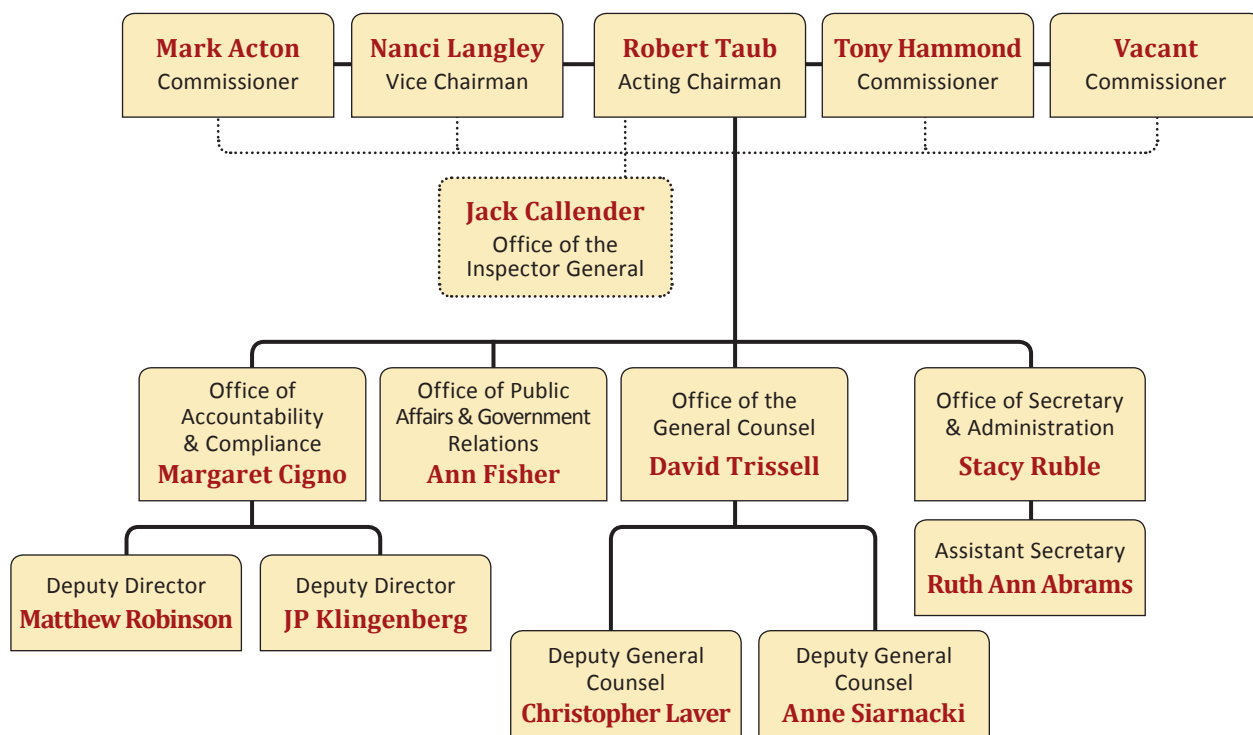 Mark Acton
Commissioner
Nanci Langley
Vice Chairman
Robert Taub
Acting Chairman
Tony Hammond
Commissioner
Vacant
Commissioner
Jack Callender
Office of the
Inspector General
Office of
Accountability
& Compliance
Margaret Cigno
Office of Public
Affairs & Government
Relations
Ann Fisher
Office of the
General Counsel
David Trissell
Office of Secretary
& Administration
Stacy Ruble
Deputy Director
Matthew Robinson
Deputy Director
JP Klingenberg
Assistant Secretary
Ruth Ann Abrams
Deputy General
Counsel
Christopher Laver
Deputy General
Counsel
Anne Siarnacki